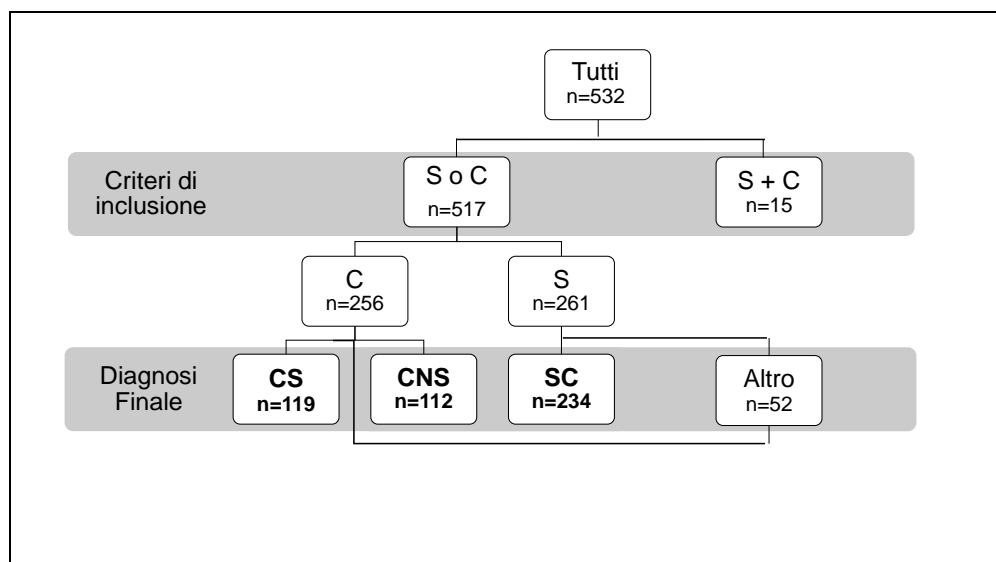 Tutti
n=532
Criteri di
inclusione
S o C
n=517
S + C
n=15
C
n=256
S
n=261
Diagnosi
Finale
CS
n=119
CNS
n=112
SC
n=234
Altro
n=52